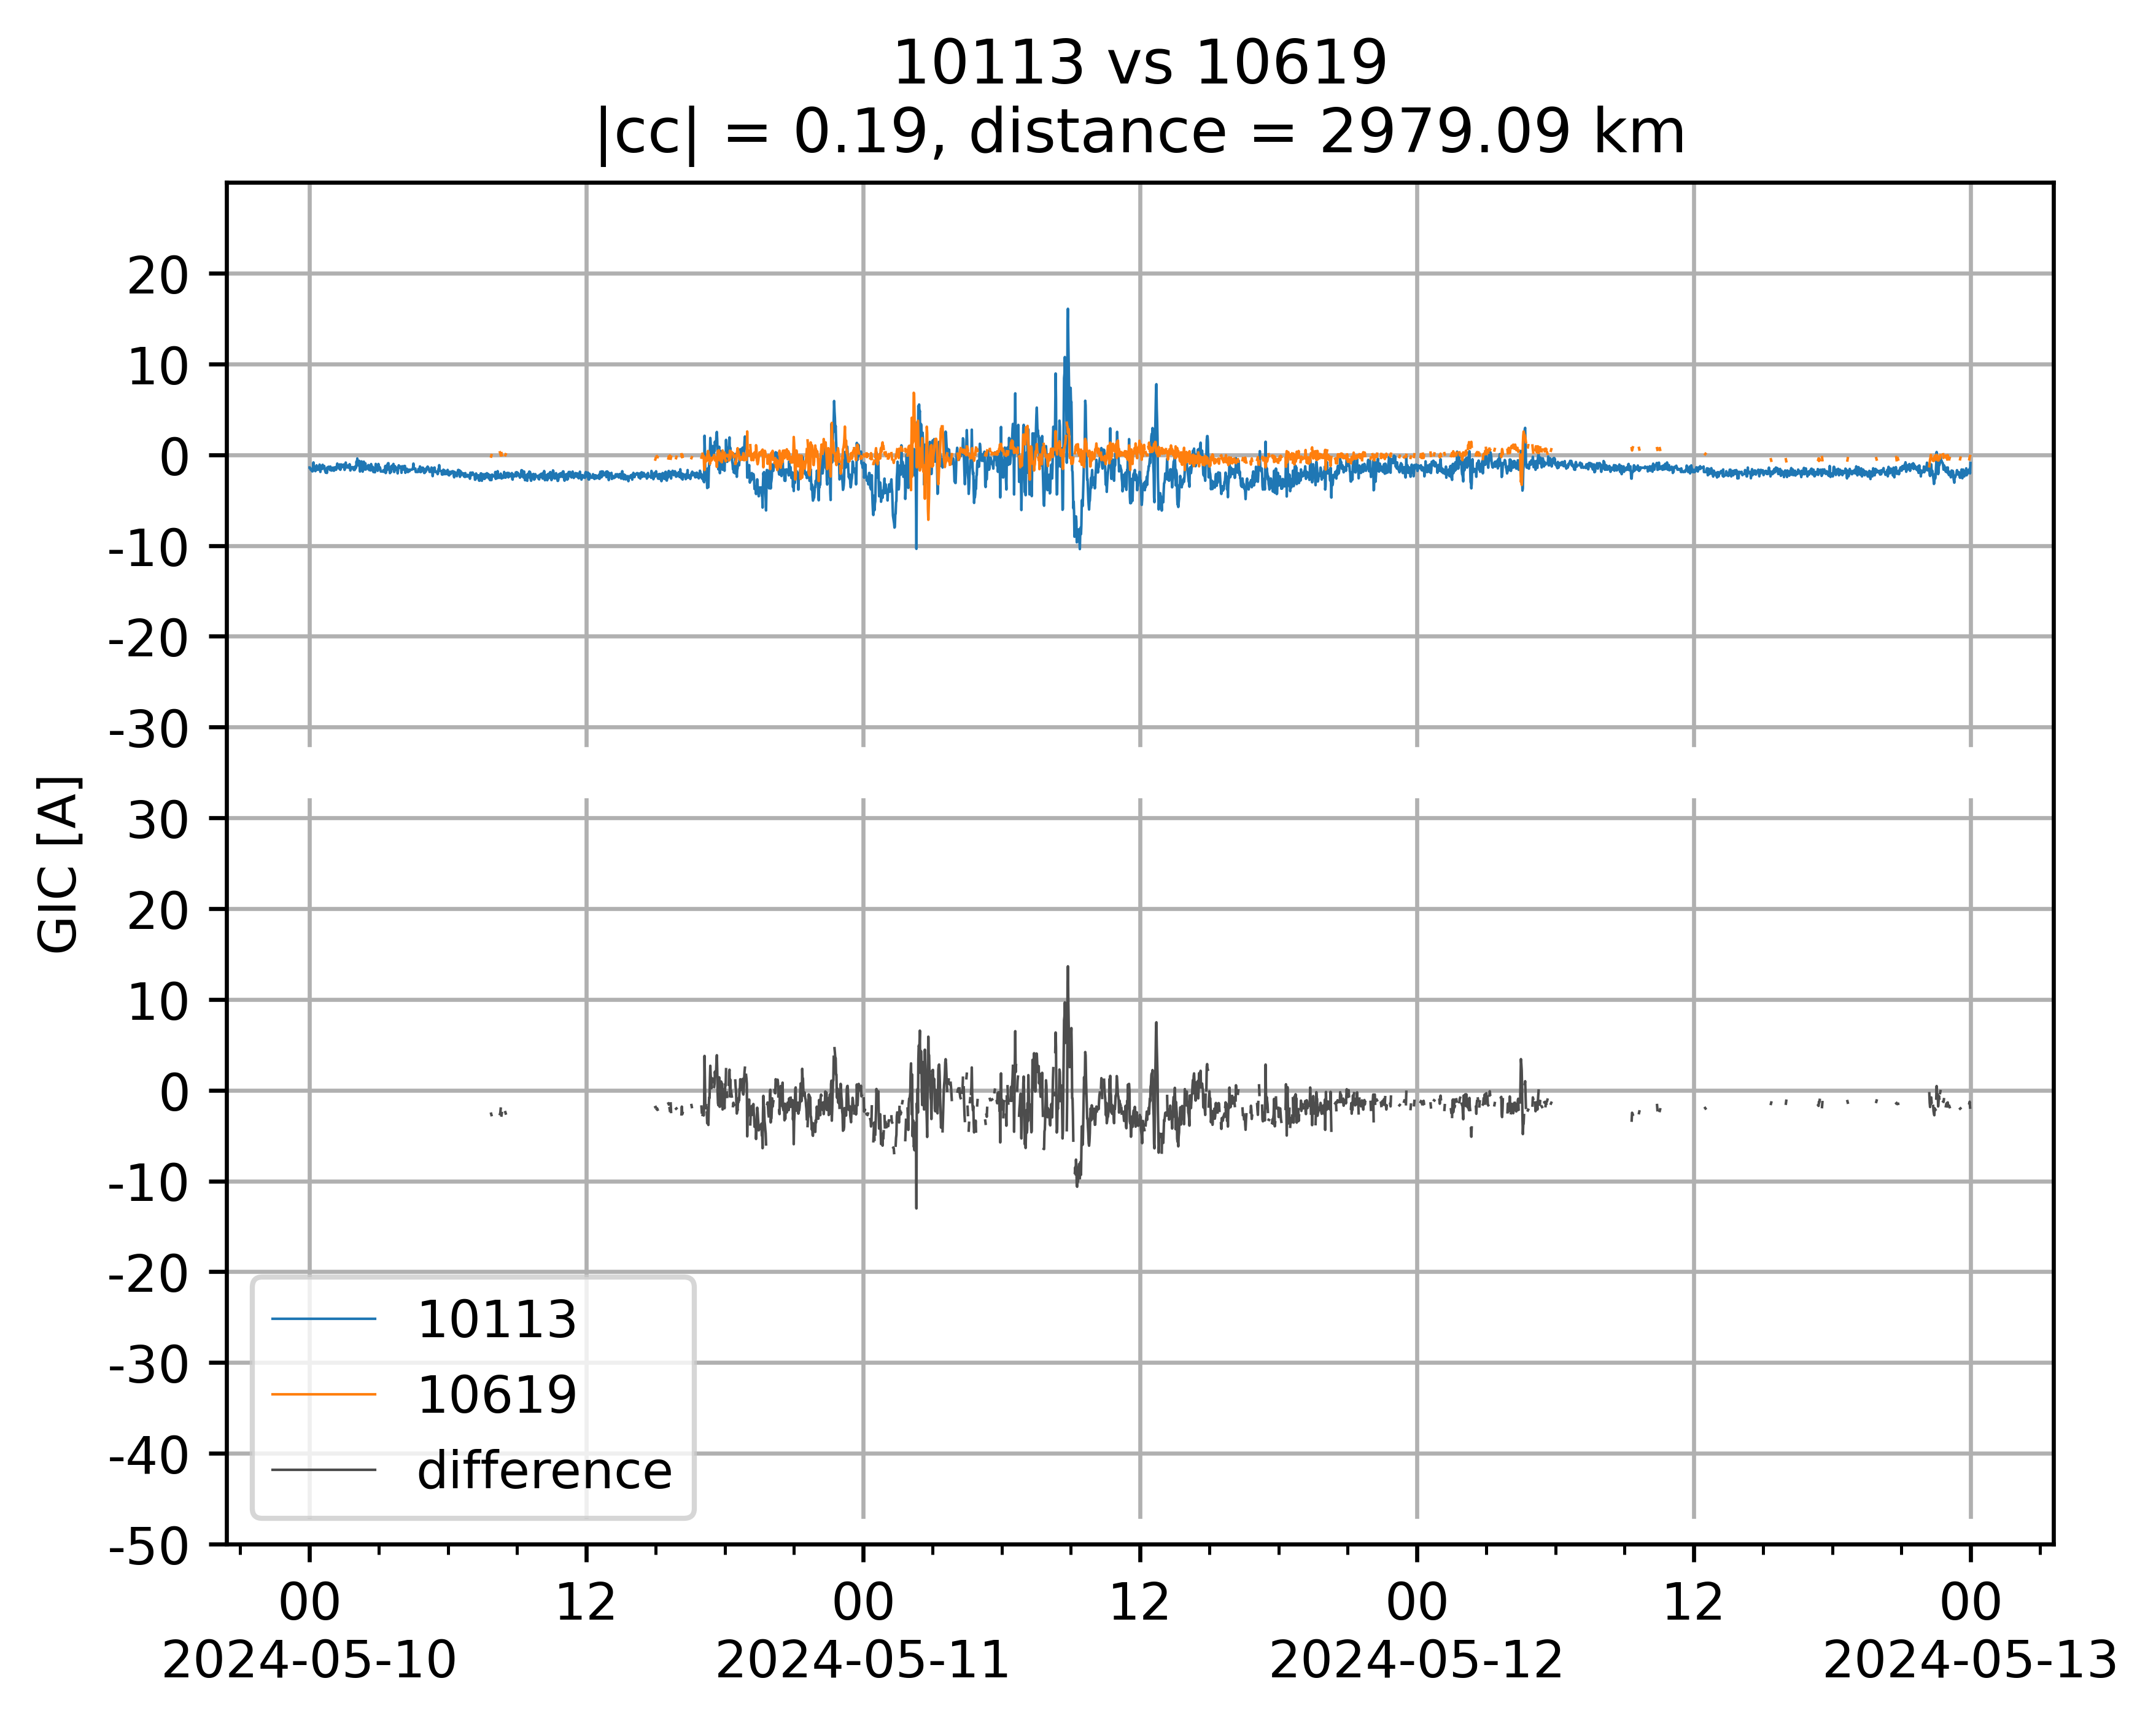 10113 vs 10619
|cc| = 0.19, distance = 2979.09 km
GIC [A]
20
10
0
-10
-20
-30
30
20
10
0
-10
-20
-30
-40
-50
10113
10619
difference
00 12 00 12 00 12 00
2024-05-10 2024-05-11 2024-05-12 2024-05-13